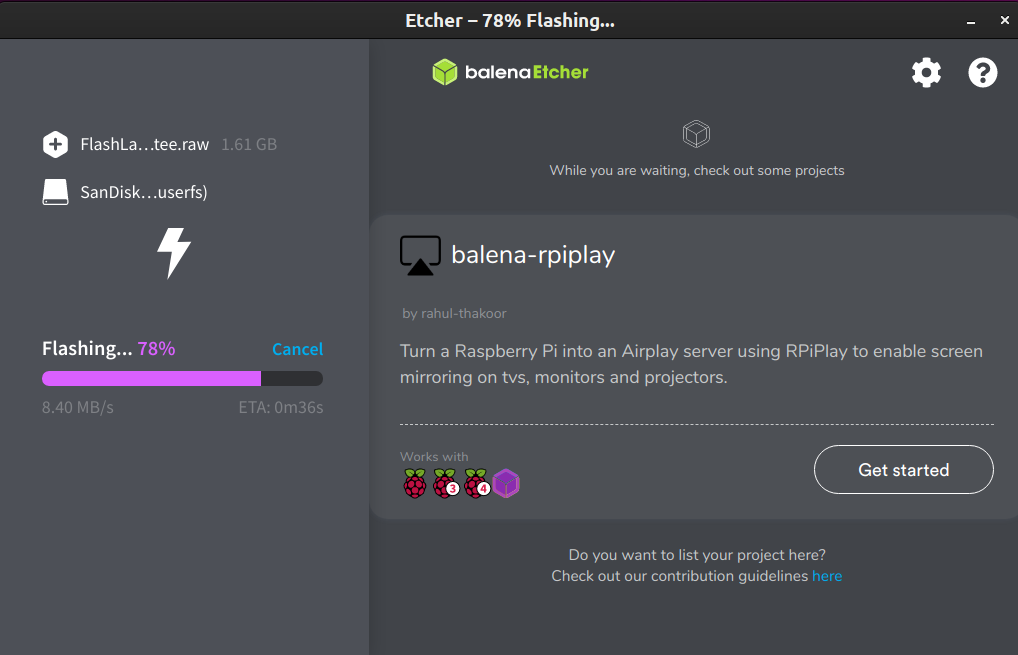 Etcher – 78% Flashing...
balenaEtcher
FlashLa…tee.raw 1.61 GB
SanDisk…userfs)
While you are waiting, check out some projects
balena-rpiplay
by rahul-thakoor
Flashing... 78% Cancel
8.40 MB/s ETA: 0m36s
Turn a Raspberry Pi into an Airplay server using RPiPlay to enable screen
mirroring on tvs, monitors and projectors.
Works with
3 4
Get started
Do you want to list your project here?
Check out our contribution guidelines here